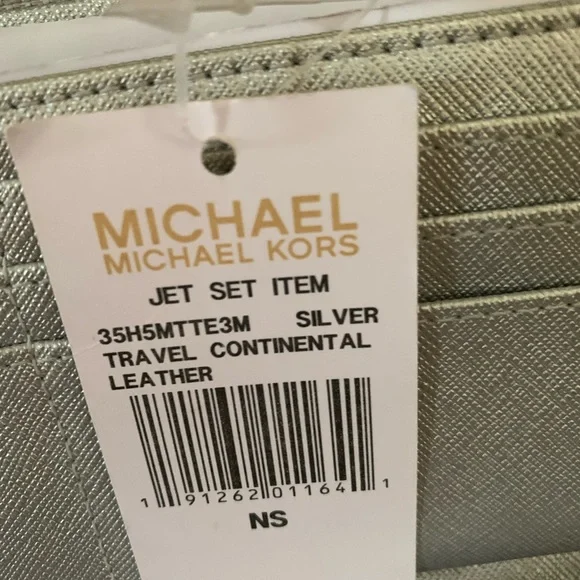 MICHAEL
MICHAEL KORS
JET SET ITEM
35H5MTTE3M SILVER
TRAVEL CONTINENTAL
LEATHER
1 91262 01164 1
NS